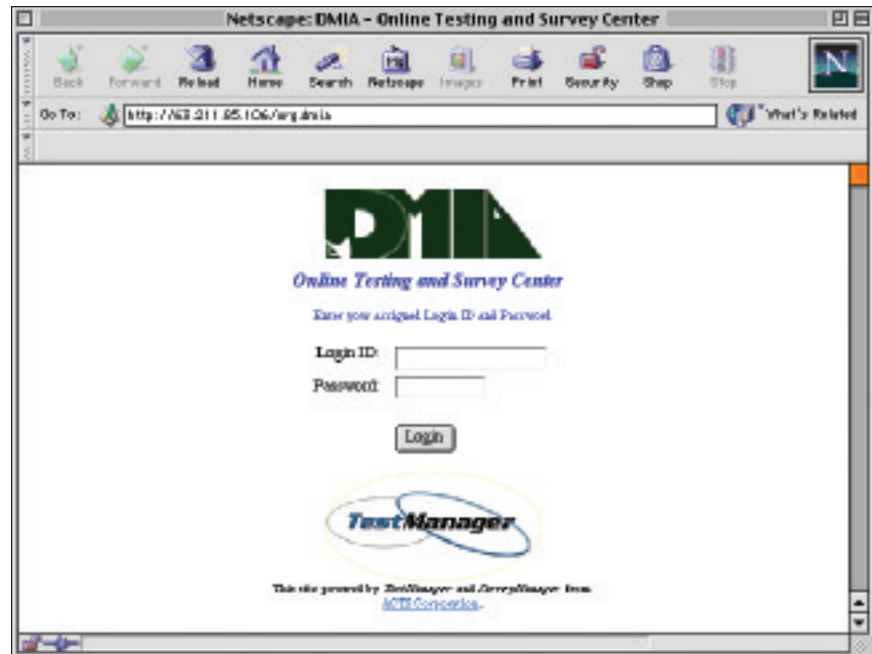 Netscape: DMIA - Online Testing and Survey Center
Back Forward Reload Home Search Netscape Images Print Security Shop Stop
Go To: What's Related
DMIA
Online Testing and Survey Center
Enter your assigned Login ID and Password
Login ID:
Password:
Login
TestManager
This site powered by TestManager and SurveyManager from